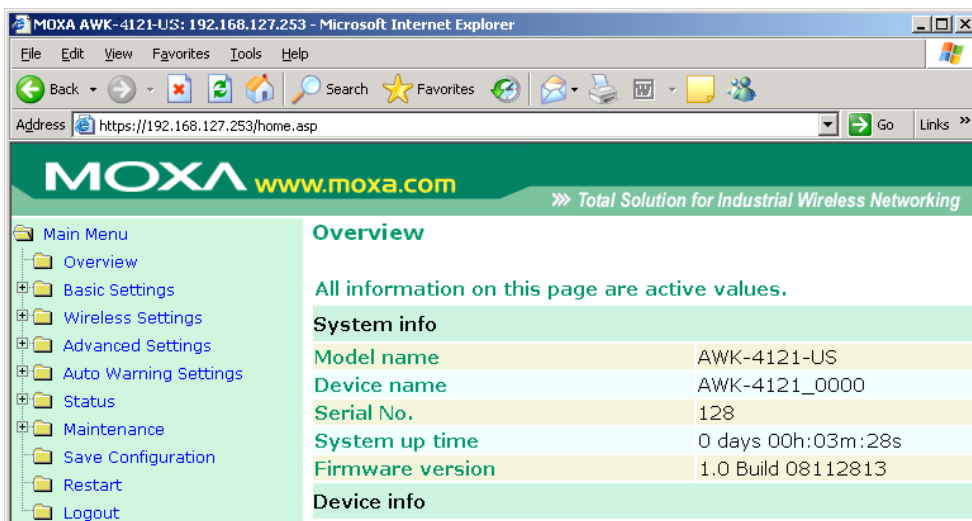 MOXA AWK-4121-US: 192.168.127.253 - Microsoft Internet Explorer
File Edit View Favorites Tools Help
Back Search Favorites
Address https://192.168.127.253/home.asp Go Links »
MOXA www.moxa.com
Total Solution for Industrial Wireless Networking
Main Menu
Overview
Basic Settings
Wireless Settings
Advanced Settings
Auto Warning Settings
Status
Maintenance
Save Configuration
Restart
Logout
Overview
All information on this page are active values.
System info
Model name AWK-4121-US
Device name AWK-4121_0000
Serial No. 128
System up time 0 days 00h:03m:28s
Firmware version 1.0 Build 08112813
Device info